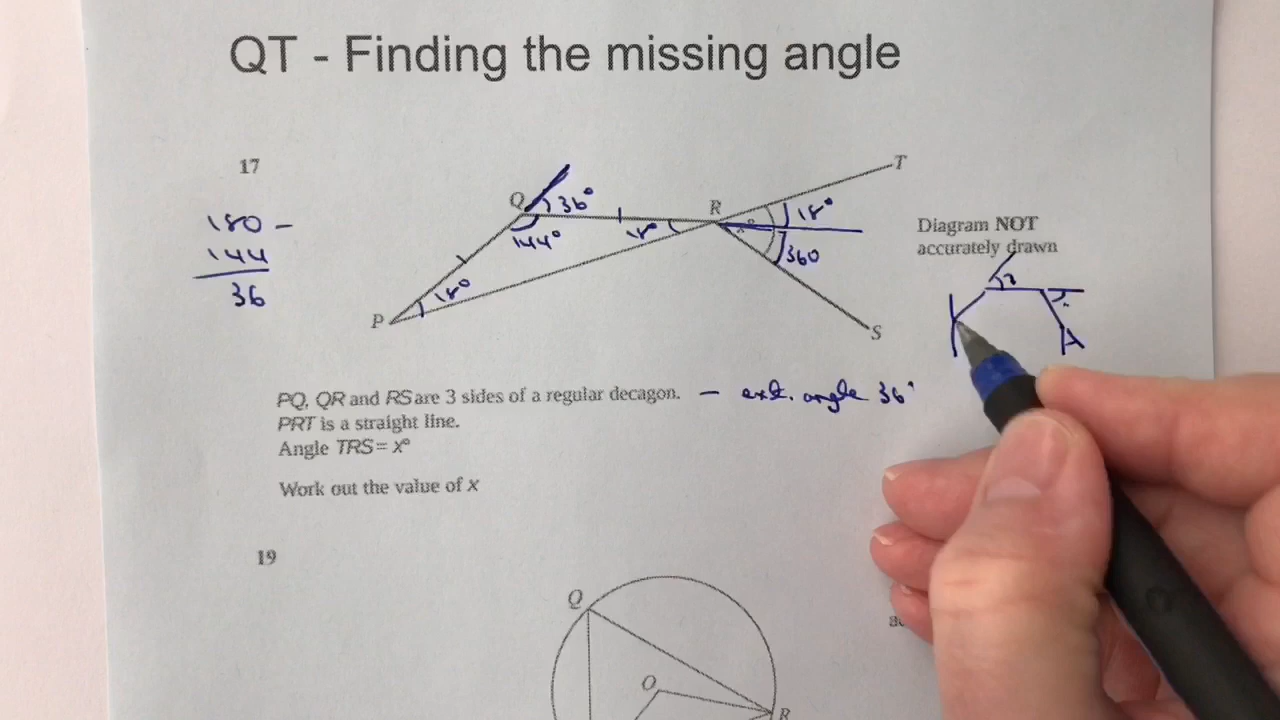 QT - Finding the missing angle
17
T
Q
36°
R
180 -
18°
Diagram NOT
144°
18°
x°
144
accurately drawn
360
36
18°
P
S
PQ, QR and RS are 3 sides of a regular decagon. - ext. angle 36°
PRT is a straight line.
Angle TRS = x°
Work out the value of x
19
Q
O
R